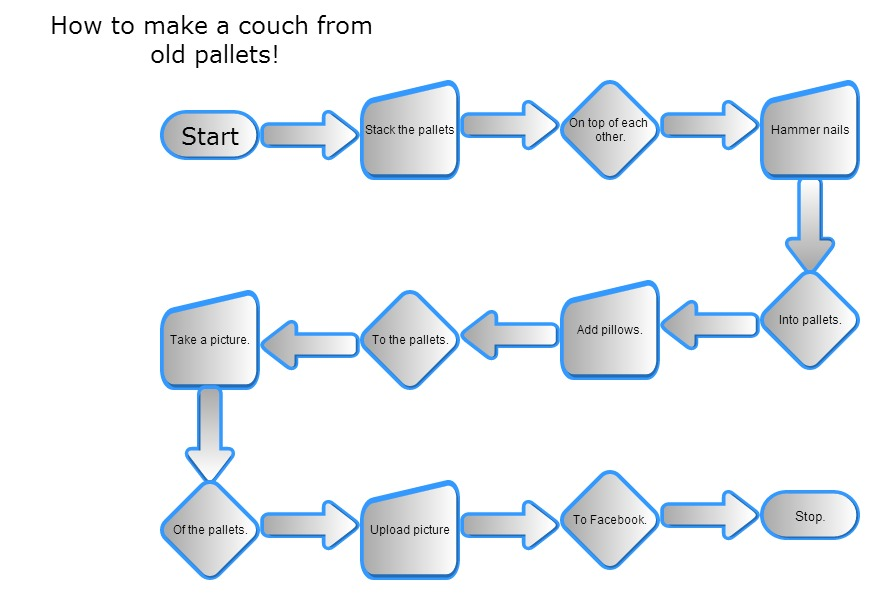 How to make a couch from
old pallets!
Start
Stack the pallets
On top of each
other.
Hammer nails
Into pallets.
Add pillows.
To the pallets.
Take a picture.
Of the pallets.
Upload picture
To Facebook.
Stop.